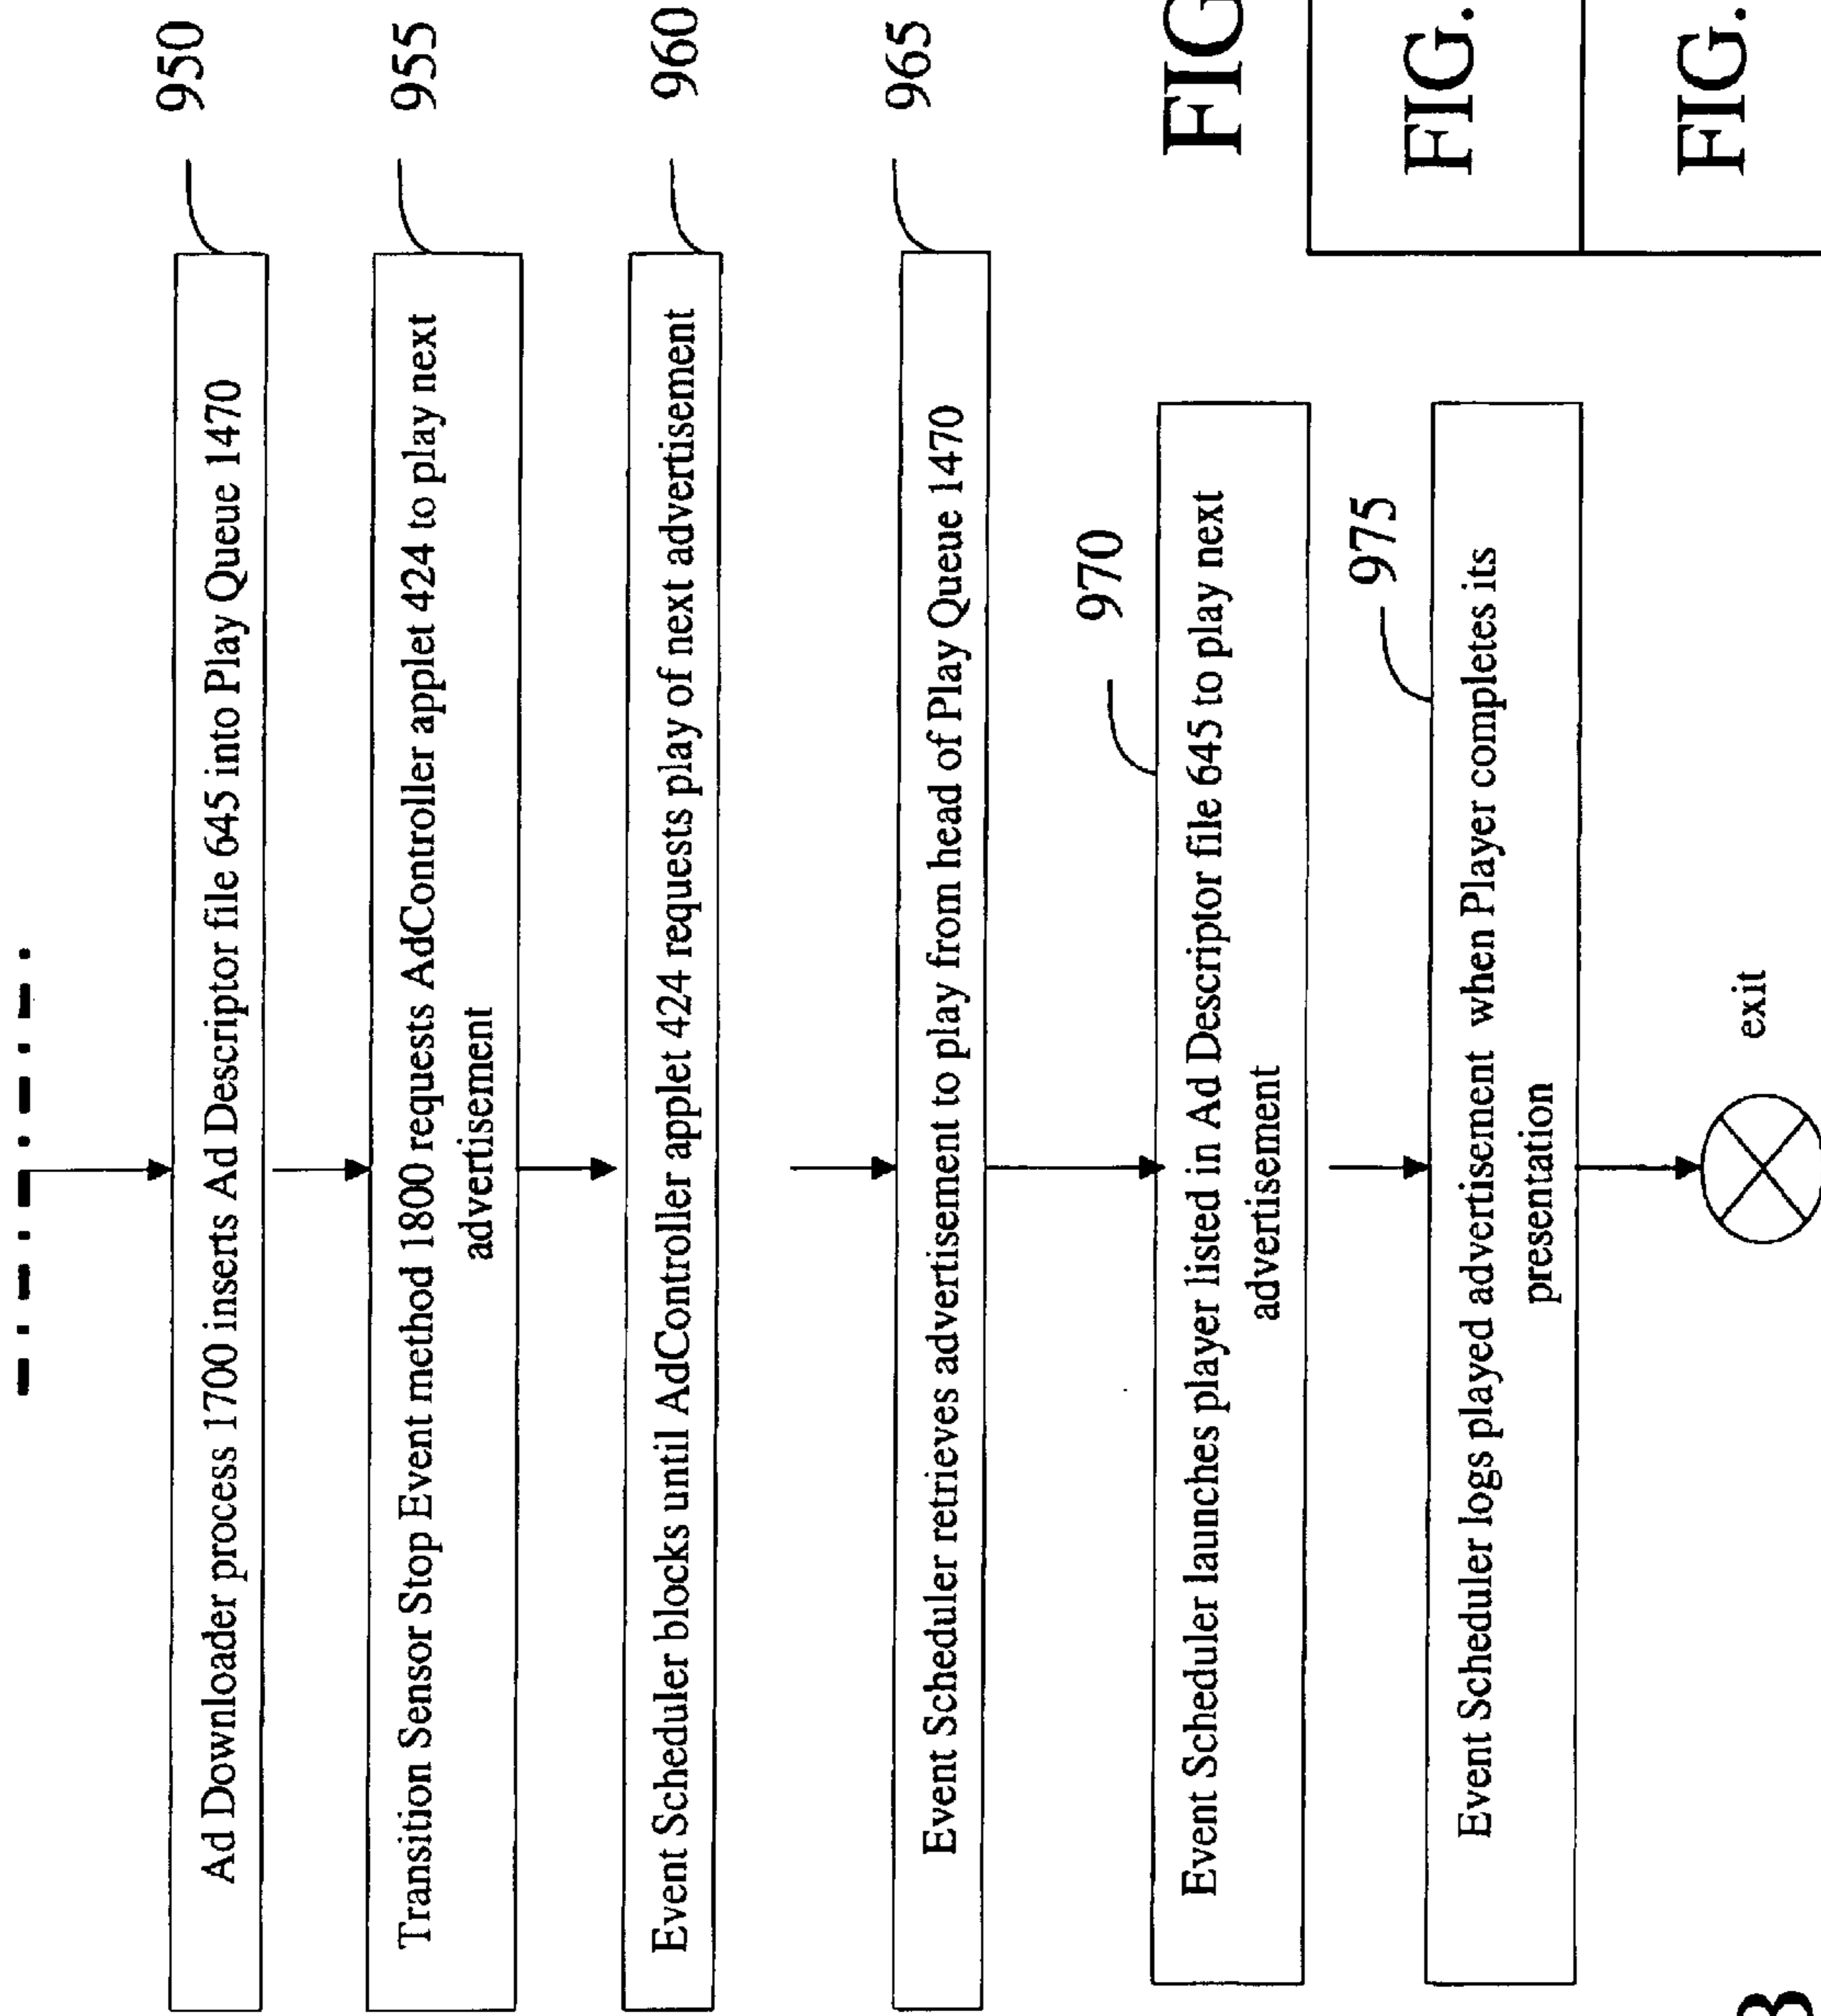 950
Ad Downloader process 1700 inserts Ad Descriptor file 645 into Play Queue 1470
955
Transition Sensor Stop Event method 1800 requests AdController applet 424 to play next
advertisement
960
Event Scheduler blocks until AdController applet 424 requests play of next advertisement
965
Event Scheduler retrieves advertisement to play from head of Play Queue 1470
970
Event Scheduler launches player listed in Ad Descriptor file 645 to play next
advertisement
975
Event Scheduler logs played advertisement when Player completes its
presentation
exit
FIG
FIG.
FIG.